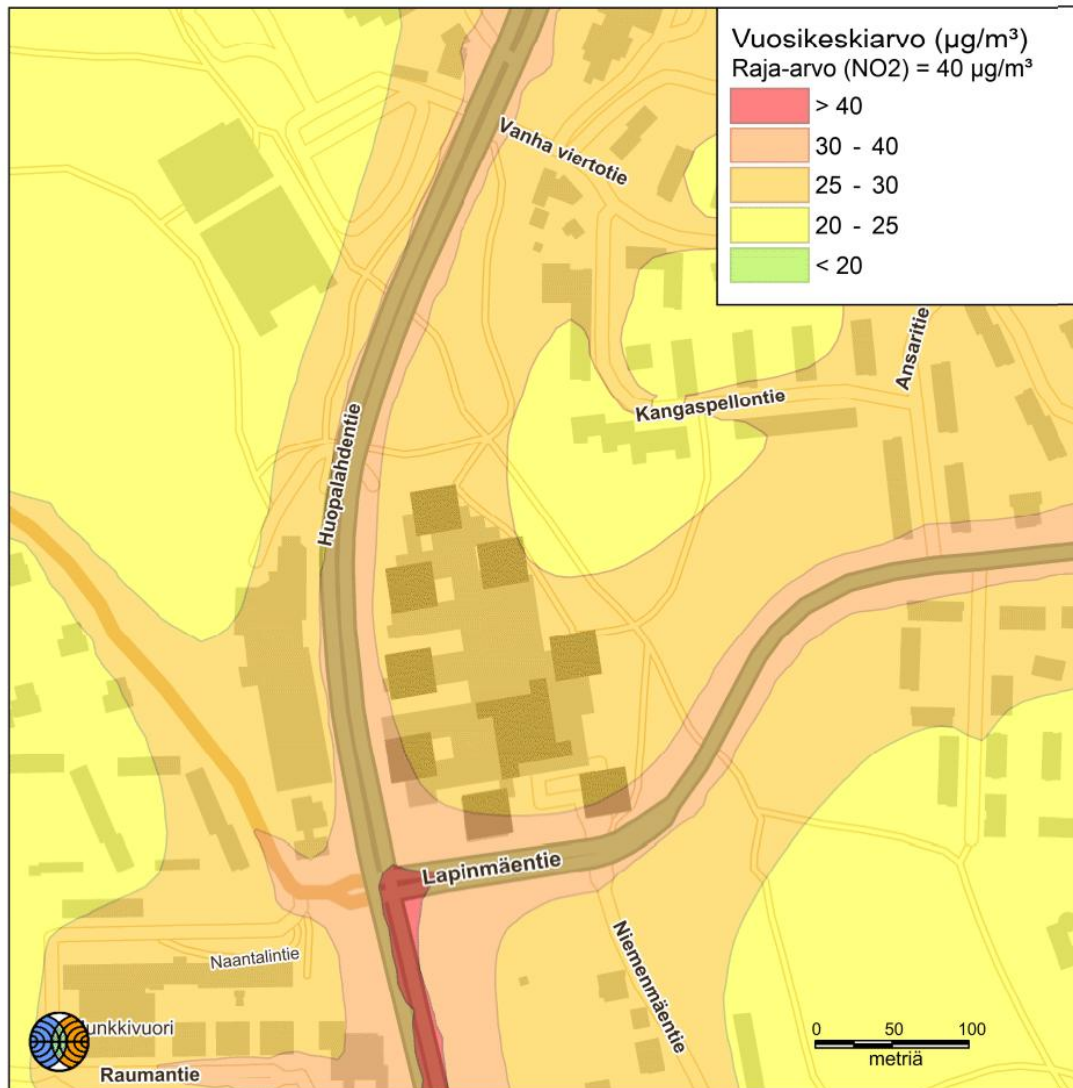 Vuosikeskiarvo (µg/m³)
Raja-arvo (NO2) = 40 µg/m³
> 40
30 - 40
25 - 30
20 - 25
< 20
Vanha viertotie
Ansaritie
Kangaspellontie
Huopalahdentie
Lapinmäentie
Niemenmäentie
Naantalintie
unkkivuori
Raumantie
0 50 100
metriä